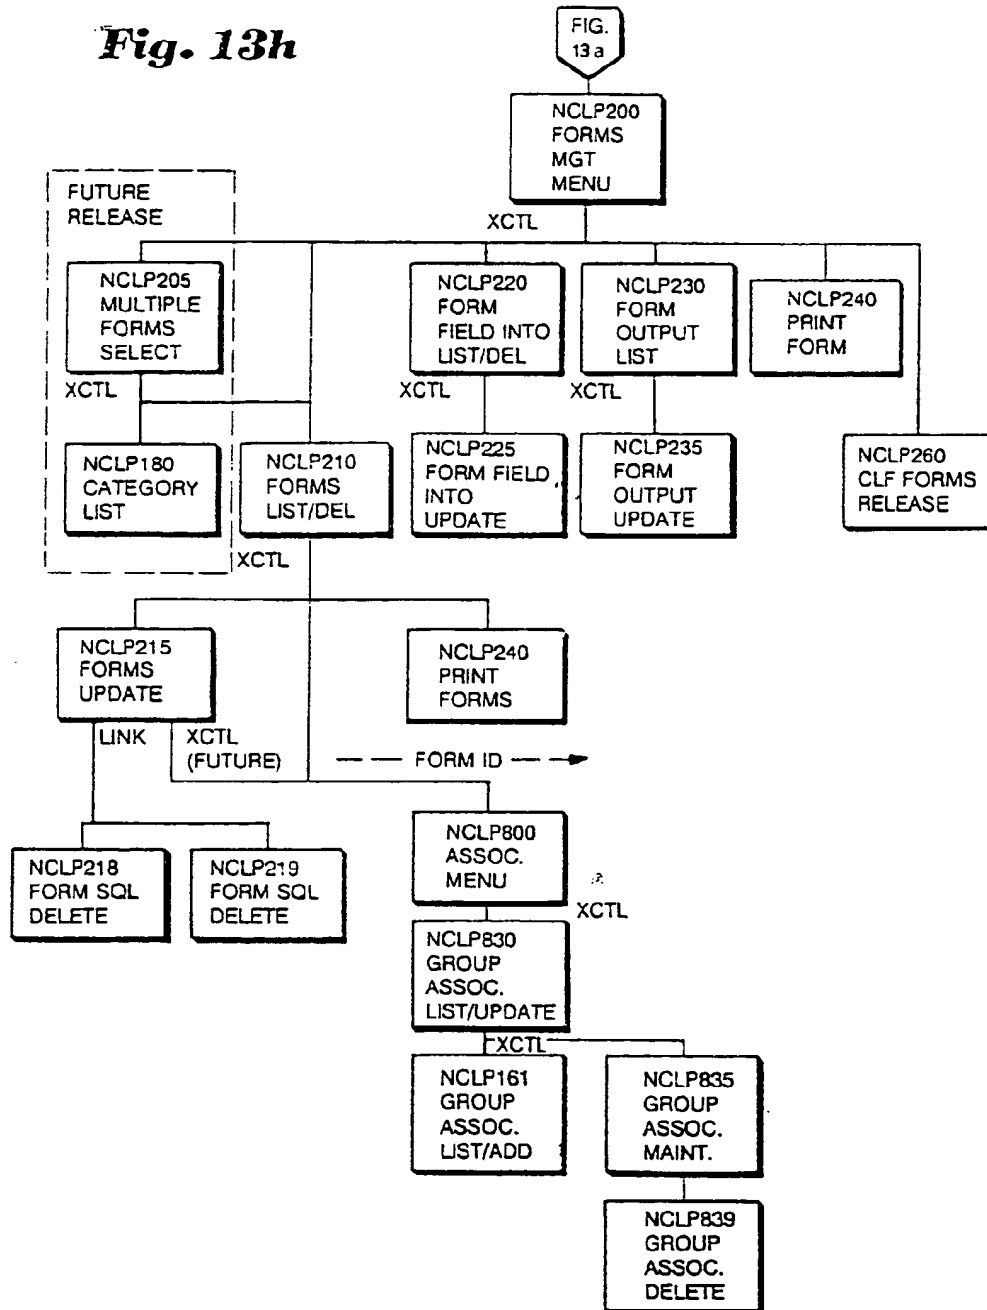 Fig. 13h
FIG.
13a
NCLP200
FORMS
MGT
MENU
XCTL
FUTURE
RELEASE
NCLP205
MULTIPLE
FORMS
SELECT
XCTL
NCLP220
FORM
FIELD INTO
LIST/DEL
XCTL
NCLP230
FORM
OUTPUT
LIST
XCTL
NCLP240
PRINT
FORM
NCLP180
CATEGORY
LIST
NCLP210
FORMS
LIST/DEL
XCTL
NCLP225
FORM FIELD
INTO
UPDATE
NCLP235
FORM
OUTPUT
UPDATE
NCLP260
CLF FORMS
RELEASE
NCLP215
FORMS
UPDATE
NCLP240
PRINT
FORMS
LINK
XCTL
(FUTURE)
FORM ID
NCLP218
FORM SQL
DELETE
NCLP219
FORM SQL
DELETE
NCLP800
ASSOC.
MENU
XCTL
NCLP830
GROUP
ASSOC.
LIST/UPDATE
XCTL
NCLP161
GROUP
ASSOC.
LIST/ADD
NCLP835
GROUP
ASSOC.
MAINT.
NCLP839
GROUP
ASSOC.
DELETE